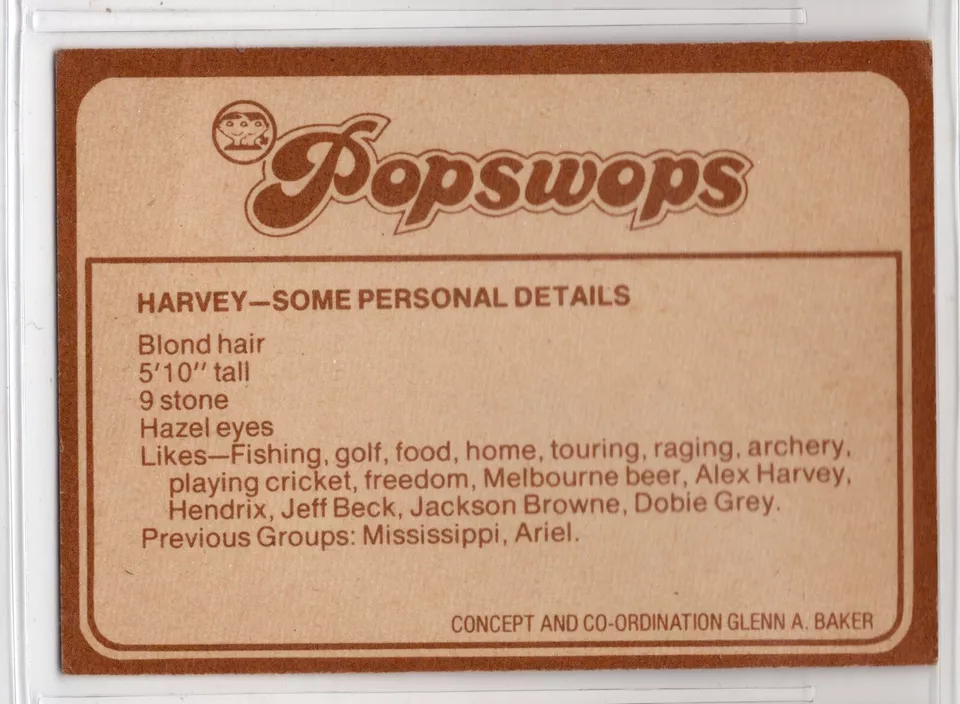 Popswops
HARVEY—SOME PERSONAL DETAILS
Blond hair
5'10" tall
9 stone
Hazel eyes
Likes—Fishing, golf, food, home, touring, raging, archery,
playing cricket, freedom, Melbourne beer, Alex Harvey,
Hendrix, Jeff Beck, Jackson Browne, Dobie Grey.
Previous Groups: Mississippi, Ariel.
CONCEPT AND CO-ORDINATION GLENN A. BAKER